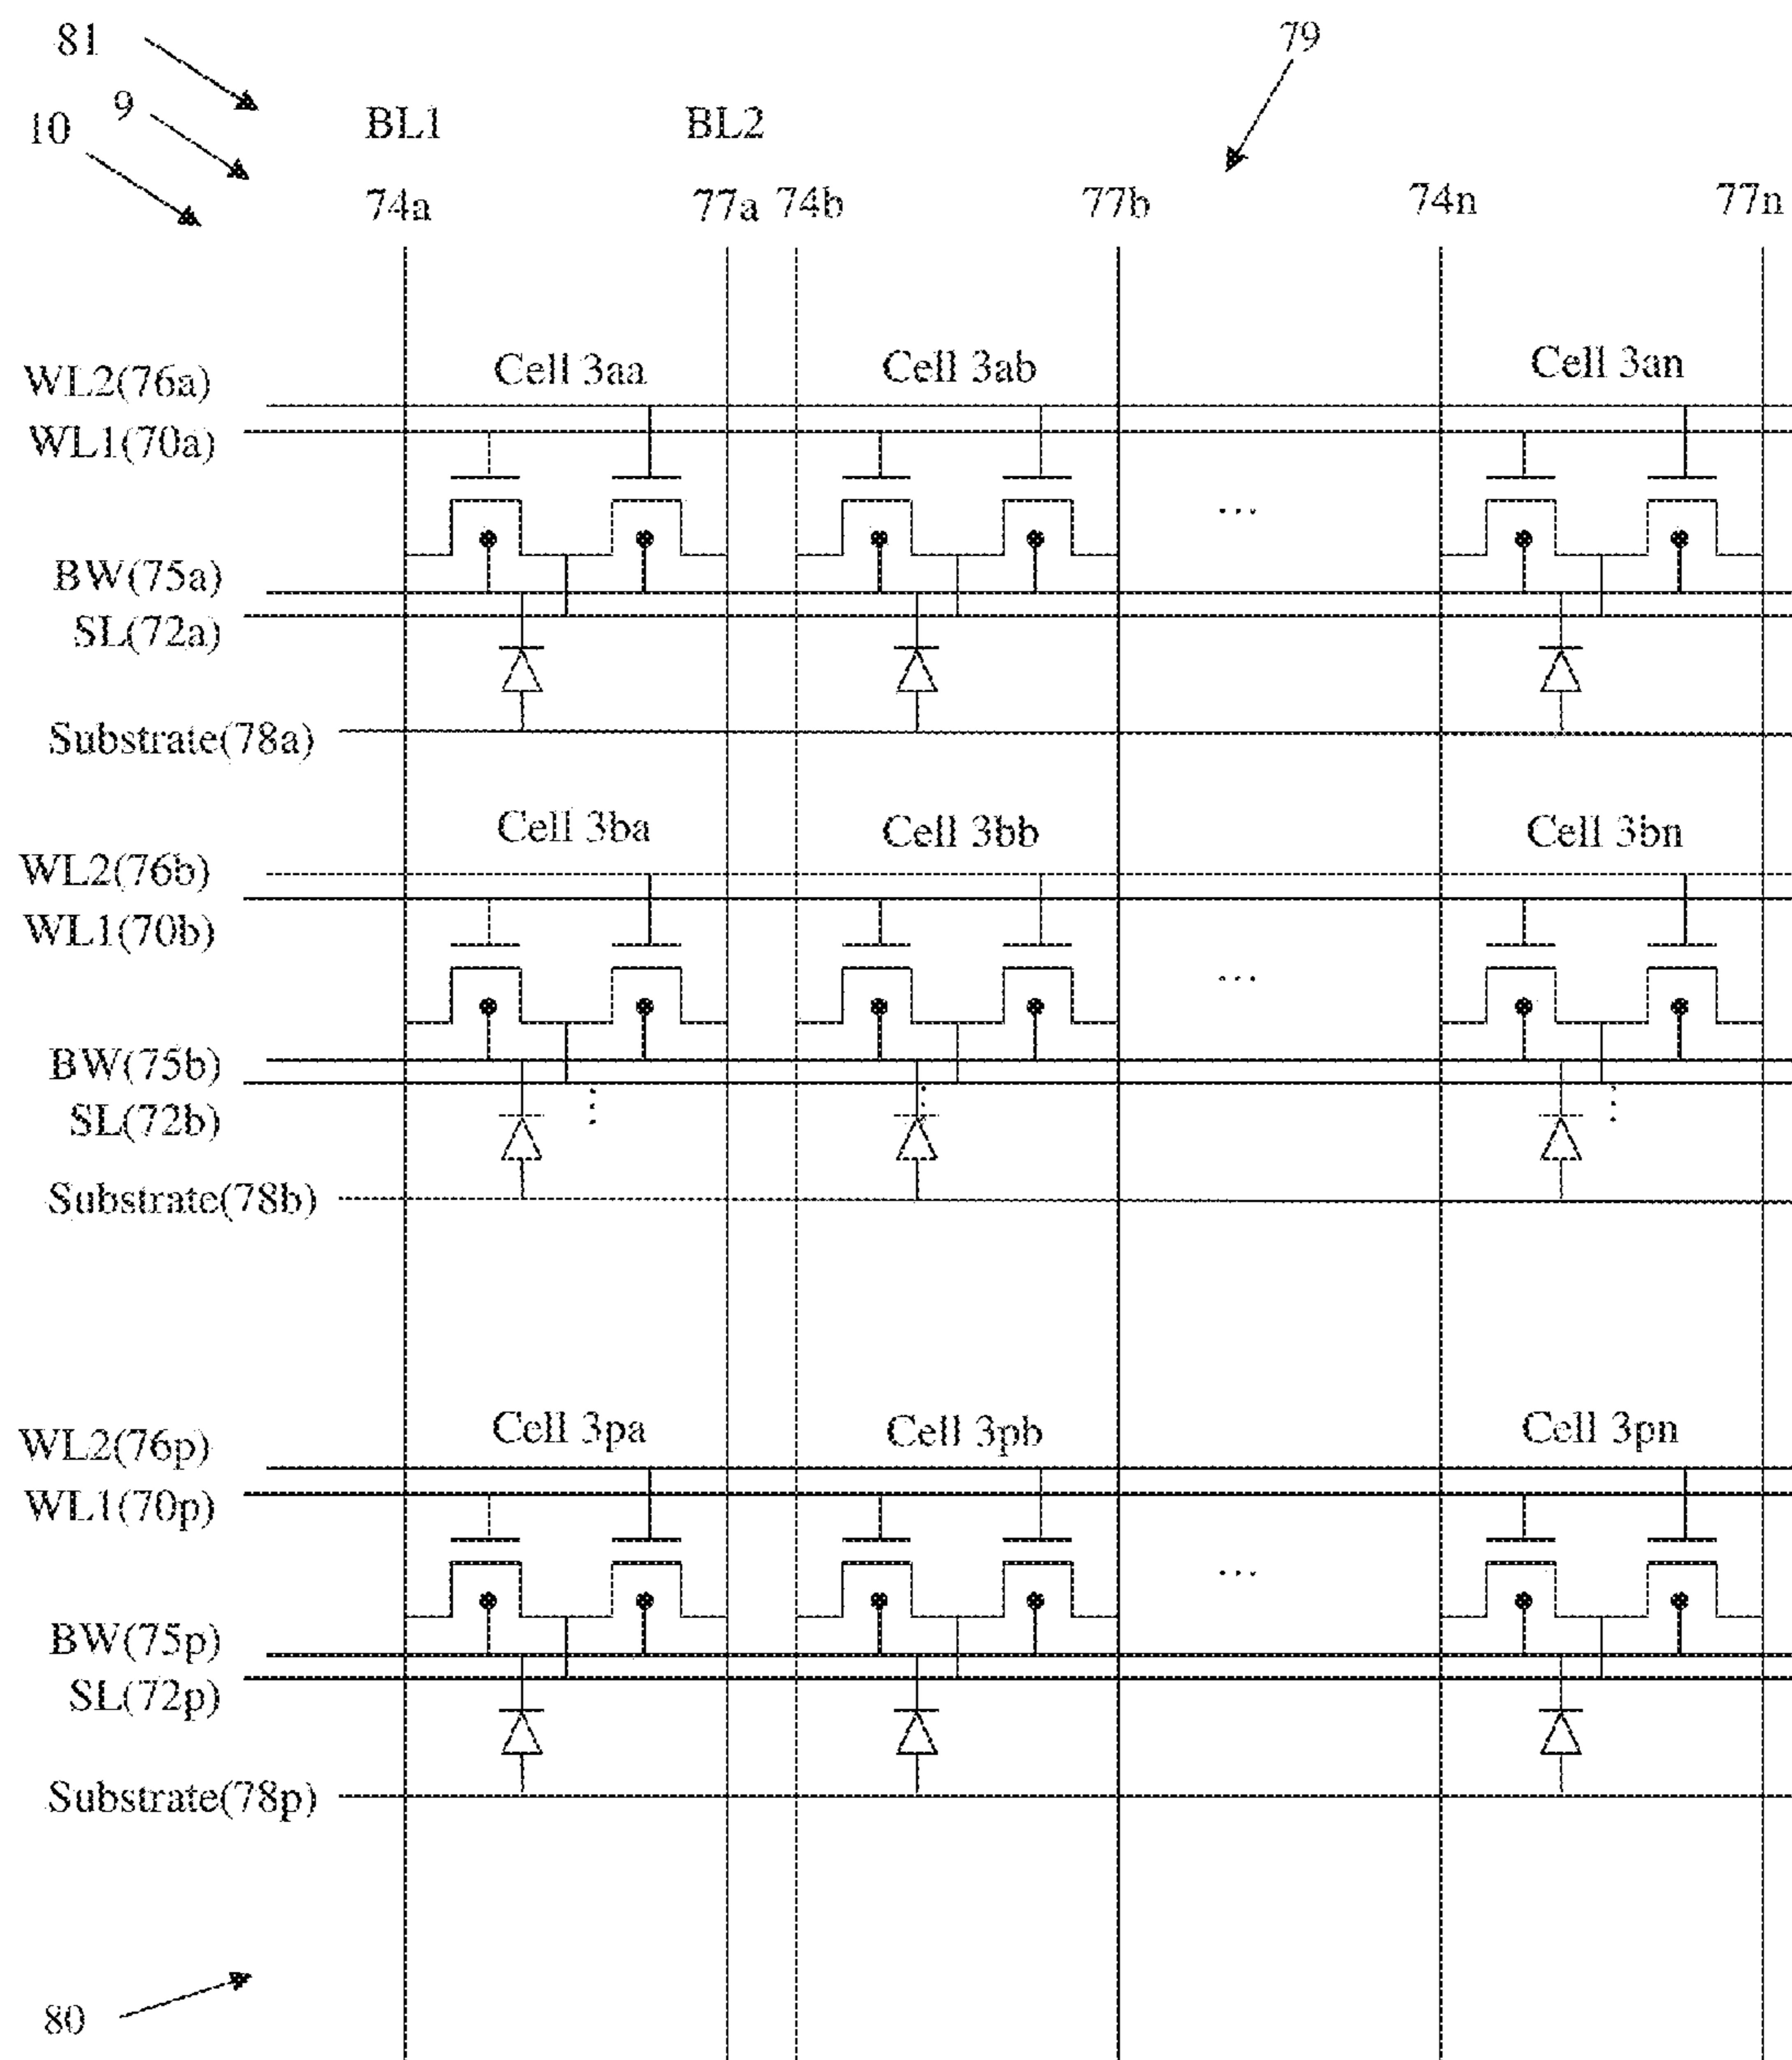 81
79
9
10
BL1 BL2
74a 77a 74b 77b 74n 77n
Cell 3aa Cell 3ab Cell 3an
WL2(76a)
WL1(70a)
...
BW(75a)
SL(72a)
Substrate(78a)
Cell 3ba Cell 3bb Cell 3bn
WL2(76b)
WL1(70b)
...
BW(75b)
SL(72b)
Substrate(78b)
Cell 3pa Cell 3pb Cell 3pn
WL2(76p)
WL1(70p)
...
BW(75p)
SL(72p)
Substrate(78p)
80